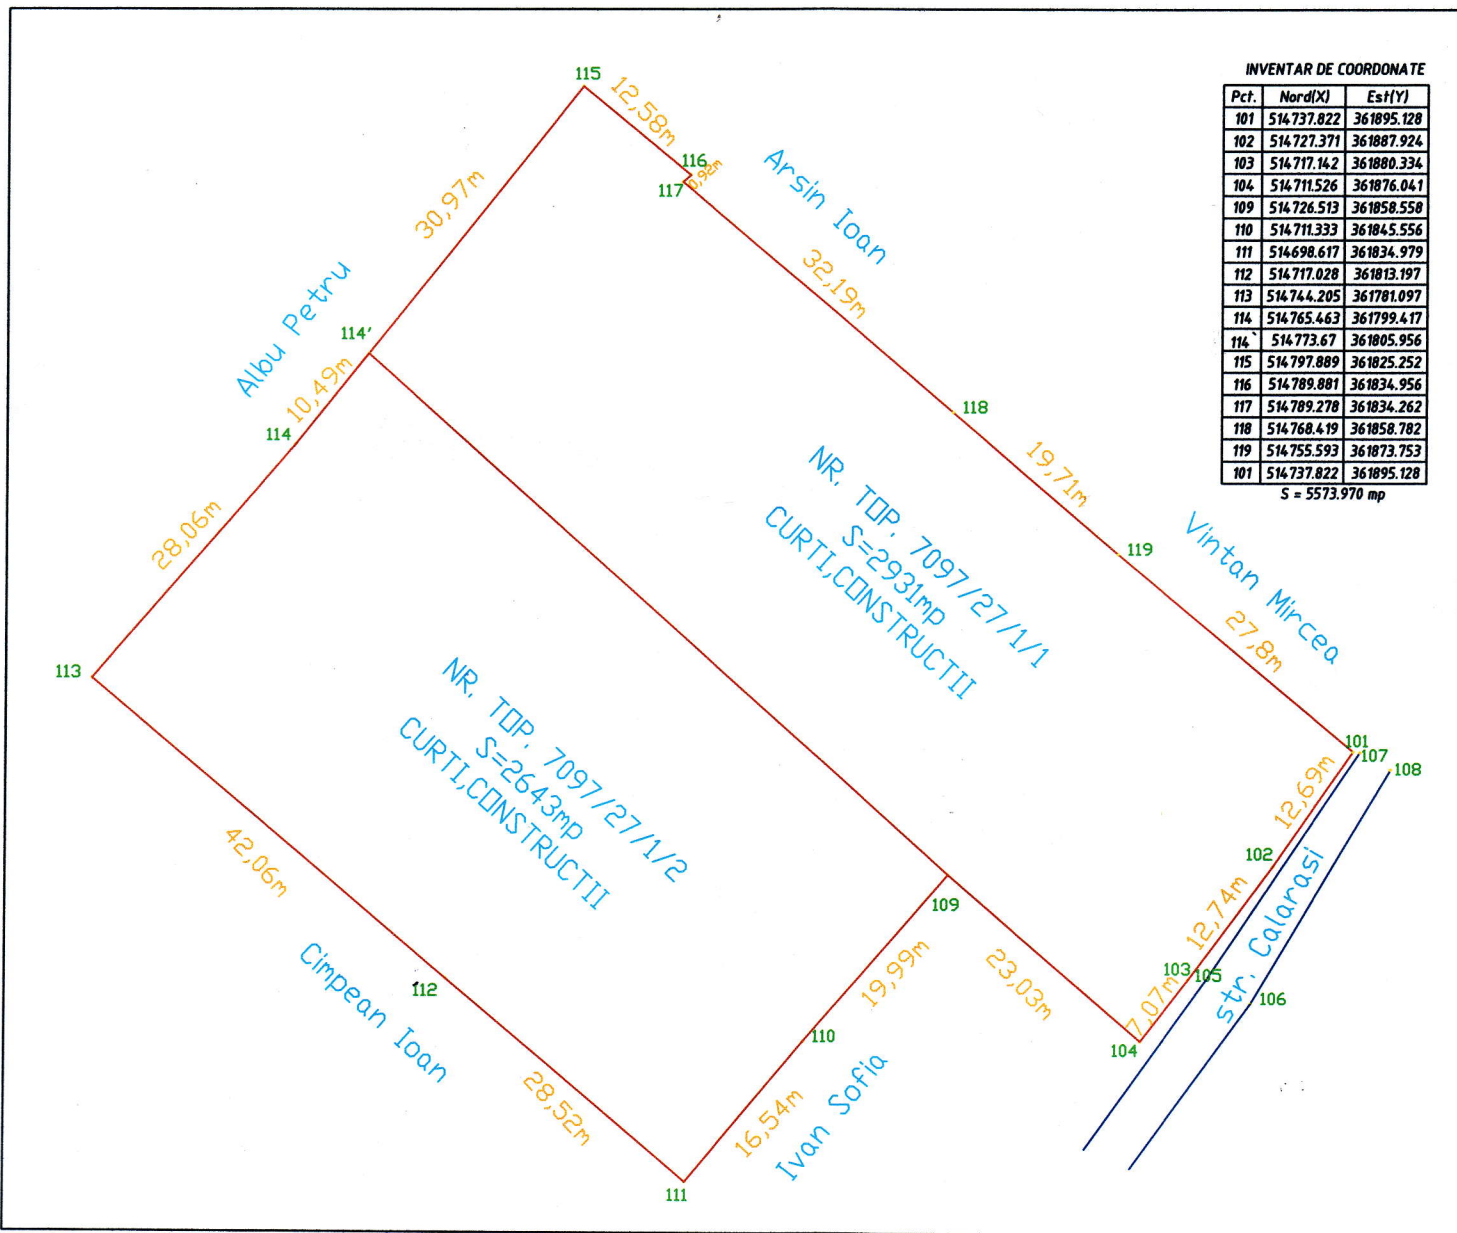 INVENTAR DE COORDONATE
Pct. Nord(X) Est(Y)
101 514737.822 361895.128
102 514727.371 361887.924
103 514717.142 361880.334
104 514711.526 361876.041
109 514726.513 361858.558
110 514711.333 361845.556
111 514698.617 361834.979
112 514717.028 361813.197
113 514744.205 361781.097
114 514765.463 361799.417
114` 514773.67 361805.956
115 514797.889 361825.252
116 514789.881 361834.956
117 514789.278 361834.262
118 514768.419 361858.782
119 514755.593 361873.753
101 514737.822 361895.128
S = 5573.970 mp
115
12,58m
116
0,92m
117
Arsin Ioan
30,97m
32,19m
Albu Petru
114'
10,49m
114
118
19,71m
28,06m
NR. TOP. 7097/27/1/1
S=2931mp
CURTI,CONSTRUCTII
119
Vintan Mircea
27,8m
113
NR. TOP. 7097/27/1/2
S=2643mp
CURTI,CONSTRUCTII
101
107
108
12,69m
102
42,06m
109
12,74m
str. Calarasi
Cimpean Ioan
112
19,99m
23,03m
103
105
106
7,07m
104
110
28,52m
16,54m
Ivan Sofia
111